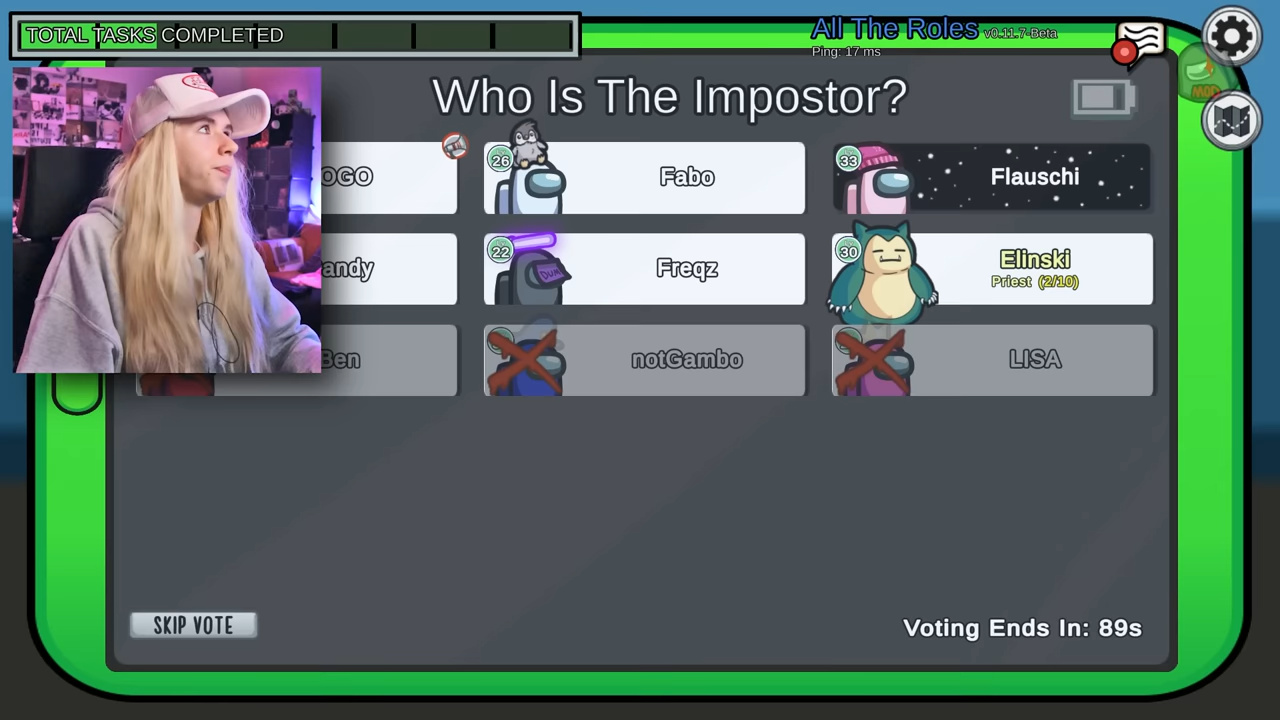 TOTAL TASKS COMPLETED
All The Roles v0.11.7-Beta
Ping: 17 ms
Who Is The Impostor?
MOD
OGO
26
Fabo
33
Flauschi
andy
22
DUM
Freqz
30
Elinski
Priest (2/10)
Ben
notGambo
LISA
SKIP VOTE
Voting Ends In: 89s